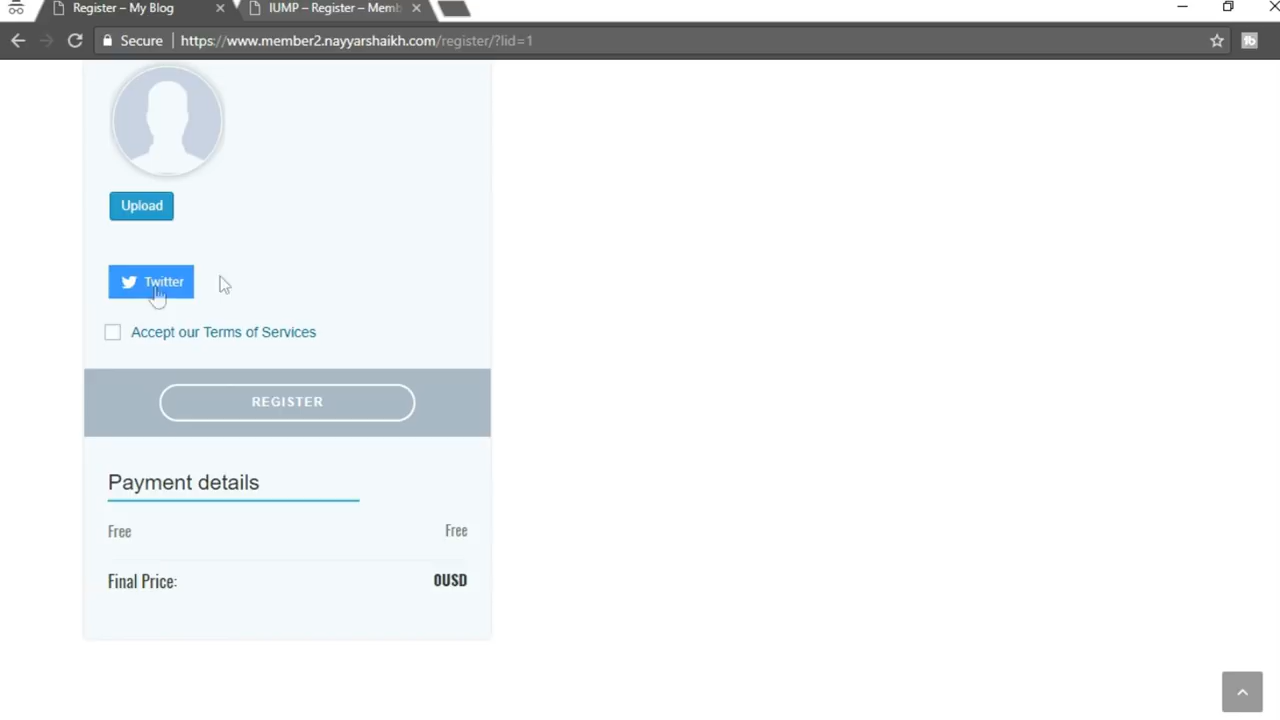 Register – My Blog
IUMP – Register – Memb
Secure
https://www.member2.nayyarshaikh.com/register/?lid=1
Upload
Twitter
Accept our Terms of Services
REGISTER
Payment details
Free Free
Final Price: 0USD